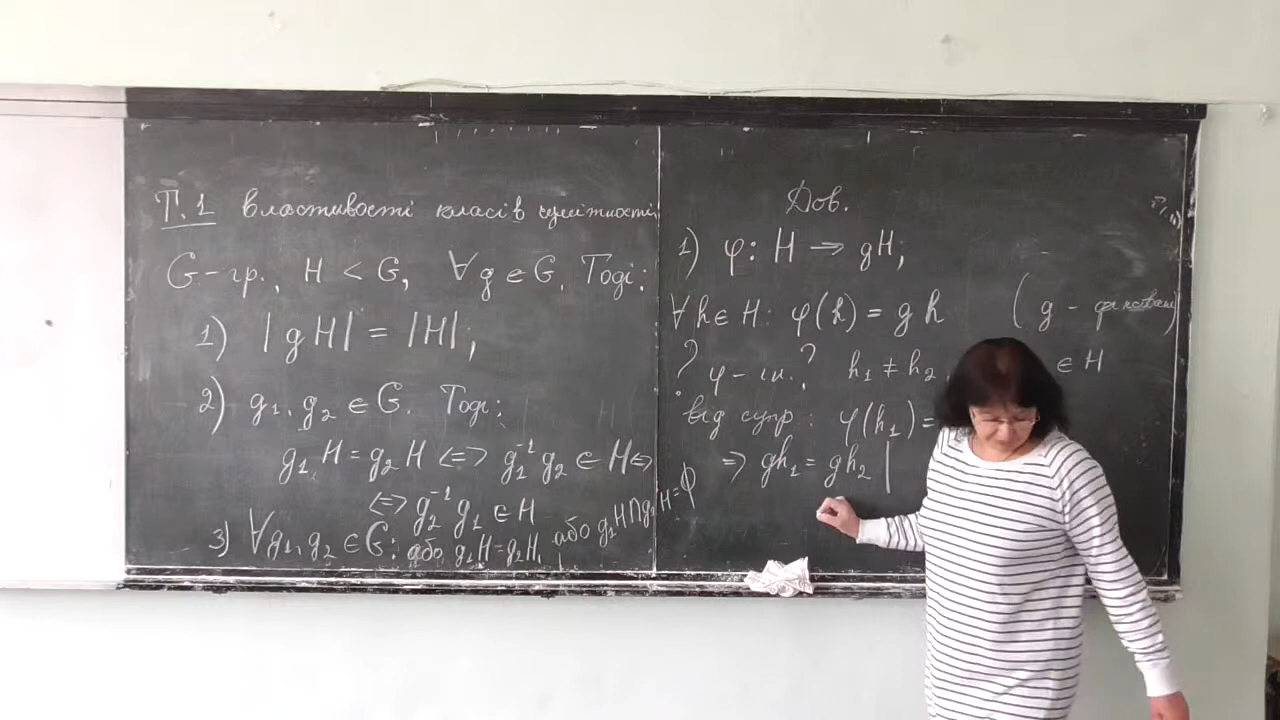 Т.1 Властивості класів суміжності
G-гр., H < G, ∀g ∈ G. Тоді:
1) |gH| = |H|;
2) g₁, g₂ ∈ G. Тоді:
g₁H = g₂H ⇔ g₁⁻¹g₂ ∈ H ⇔
⇔ g₂⁻¹g₁ ∈ H
3) ∀g₁, g₂ ∈ G: або g₁H = g₂H, або g₁H ∩ g₂H = ∅
Дов.
1) φ: H → gH;
∀h ∈ H: φ(h) = gh (g -
? φ-ін.? h₁ ≠ h₂ ∈ H
від супр: φ(h₁) =
⇒ gh₁ = gh₂ |